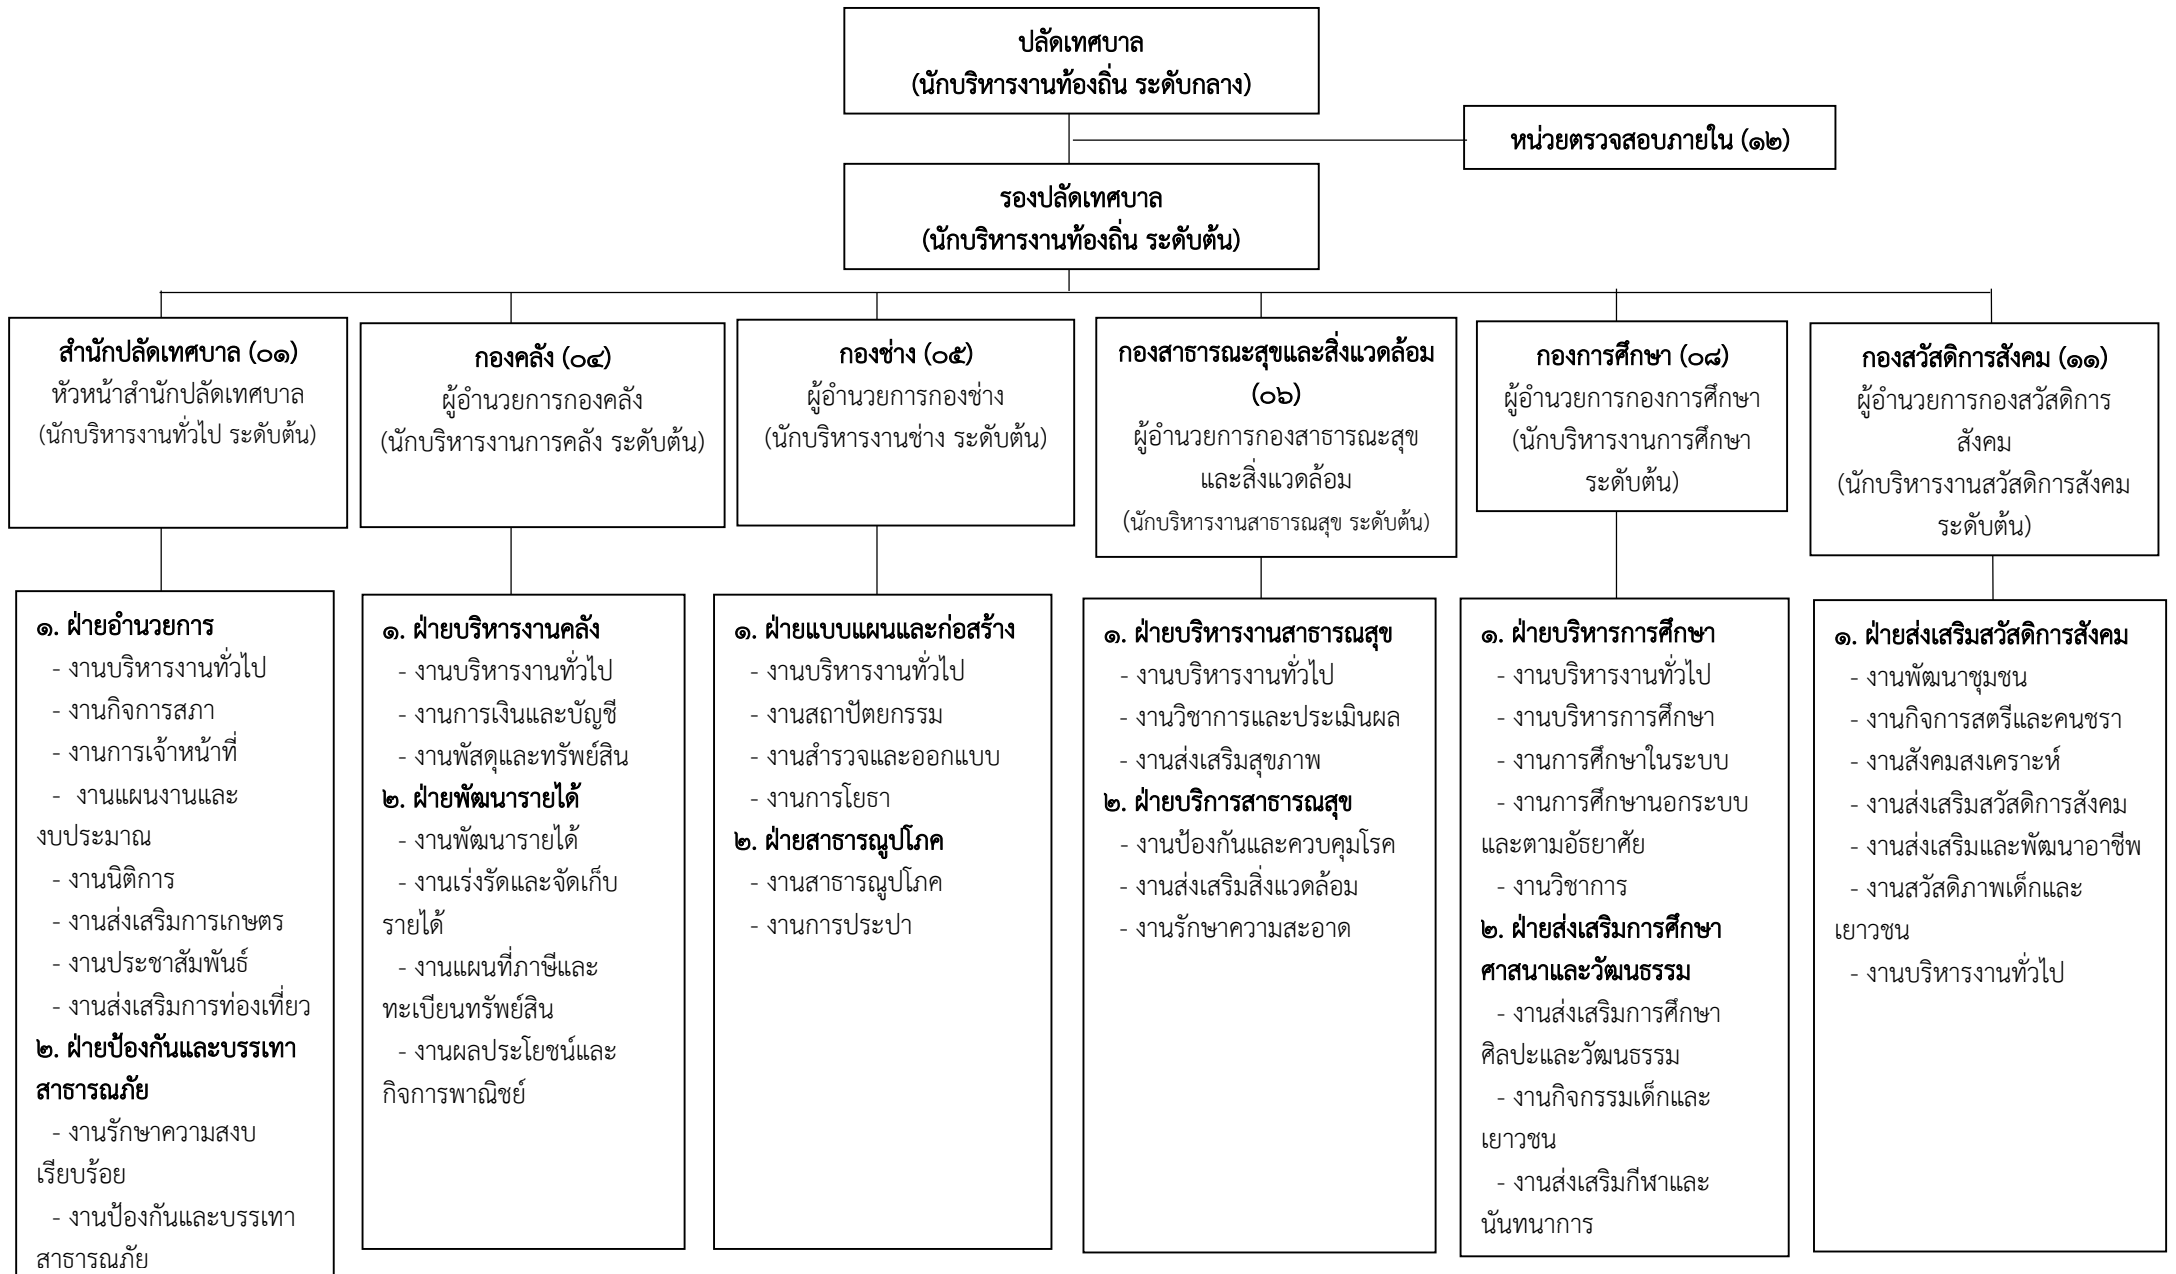 ปลัดเทศบาล
(นักบริหารงานท้องถิ่น ระดับกลาง)
หน่วยตรวจสอบภายใน (๑๒)
รองปลัดเทศบาล
(นักบริหารงานท้องถิ่น ระดับต้น)
สำนักปลัดเทศบาล (๐๑)
หัวหน้าสำนักปลัดเทศบาล
(นักบริหารงานทั่วไป ระดับต้น)
กองคลัง (๐๔)
ผู้อำนวยการกองคลัง
(นักบริหารงานการคลัง ระดับต้น)
กองช่าง (๐๕)
ผู้อำนวยการกองช่าง
(นักบริหารงานช่าง ระดับต้น)
กองสาธารณะสุขและสิ่งแวดล้อม
(๐๖)
ผู้อำนวยการกองสาธารณะสุข
และสิ่งแวดล้อม
(นักบริหารงานสาธารณสุข ระดับต้น)
กองการศึกษา (๐๘)
ผู้อำนวยการกองการศึกษา
(นักบริหารงานการศึกษา
ระดับต้น)
กองสวัสดิการสังคม (๑๑)
ผู้อำนวยการกองสวัสดิการ
สังคม
(นักบริหารงานสวัสดิการสังคม
ระดับต้น)
๑. ฝ่ายอำนวยการ
- งานบริหารงานทั่วไป
- งานกิจการสภา
- งานการเจ้าหน้าที่
- งานแผนงานและ
งบประมาณ
- งานนิติการ
- งานส่งเสริมการเกษตร
- งานประชาสัมพันธ์
- งานส่งเสริมการท่องเที่ยว
๒. ฝ่ายป้องกันและบรรเทา
สาธารณภัย
- งานรักษาความสงบ
เรียบร้อย
- งานป้องกันและบรรเทา
สาธารณภัย
๑. ฝ่ายบริหารงานคลัง
- งานบริหารงานทั่วไป
- งานการเงินและบัญชี
- งานพัสดุและทรัพย์สิน
๒. ฝ่ายพัฒนารายได้
- งานพัฒนารายได้
- งานเร่งรัดและจัดเก็บ
รายได้
- งานแผนที่ภาษีและ
ทะเบียนทรัพย์สิน
- งานผลประโยชน์และ
กิจการพาณิชย์
๑. ฝ่ายแบบแผนและก่อสร้าง
- งานบริหารงานทั่วไป
- งานสถาปัตยกรรม
- งานสำรวจและออกแบบ
- งานการโยธา
๒. ฝ่ายสาธารณูปโภค
- งานสาธารณูปโภค
- งานการประปา
๑. ฝ่ายบริหารงานสาธารณสุข
- งานบริหารงานทั่วไป
- งานวิชาการและประเมินผล
- งานส่งเสริมสุขภาพ
๒. ฝ่ายบริการสาธารณสุข
- งานป้องกันและควบคุมโรค
- งานส่งเสริมสิ่งแวดล้อม
- งานรักษาความสะอาด
๑. ฝ่ายบริหารการศึกษา
- งานบริหารงานทั่วไป
- งานบริหารการศึกษา
- งานการศึกษาในระบบ
- งานการศึกษานอกระบบ
และตามอัธยาศัย
- งานวิชาการ
๒. ฝ่ายส่งเสริมการศึกษา
ศาสนาและวัฒนธรรม
- งานส่งเสริมการศึกษา
ศิลปะและวัฒนธรรม
- งานกิจกรรมเด็กและ
เยาวชน
- งานส่งเสริมกีฬาและ
นันทนาการ
๑. ฝ่ายส่งเสริมสวัสดิการสังคม
- งานพัฒนาชุมชน
- งานกิจการสตรีและคนชรา
- งานสังคมสงเคราะห์
- งานส่งเสริมสวัสดิการสังคม
- งานส่งเสริมและพัฒนาอาชีพ
- งานสวัสดิภาพเด็กและ
เยาวชน
- งานบริหารงานทั่วไป